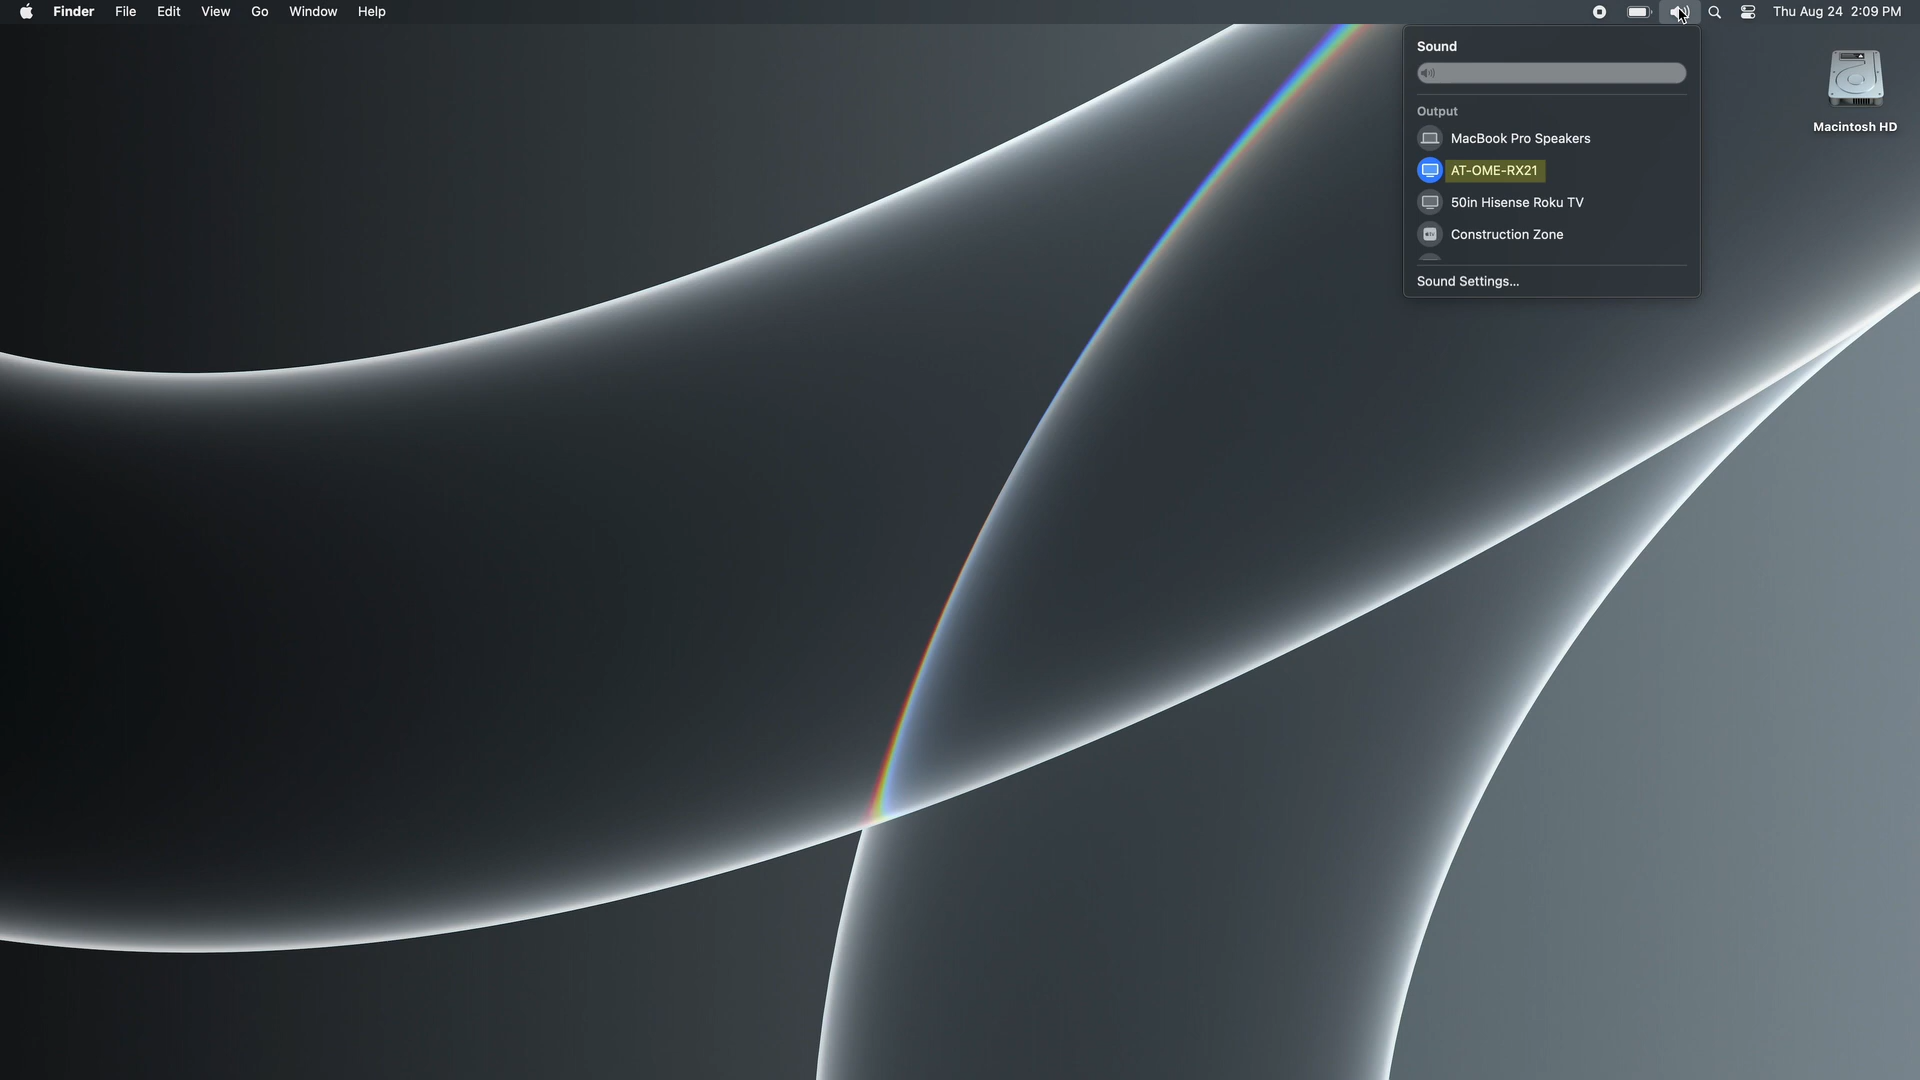 Finder File Edit View Go Window Help Thu Aug 24 2:09 PM
Sound
Output
MacBook Pro Speakers
AT-OME-RX21
50in Hisense Roku TV
Construction Zone
Sound Settings...
Macintosh HD